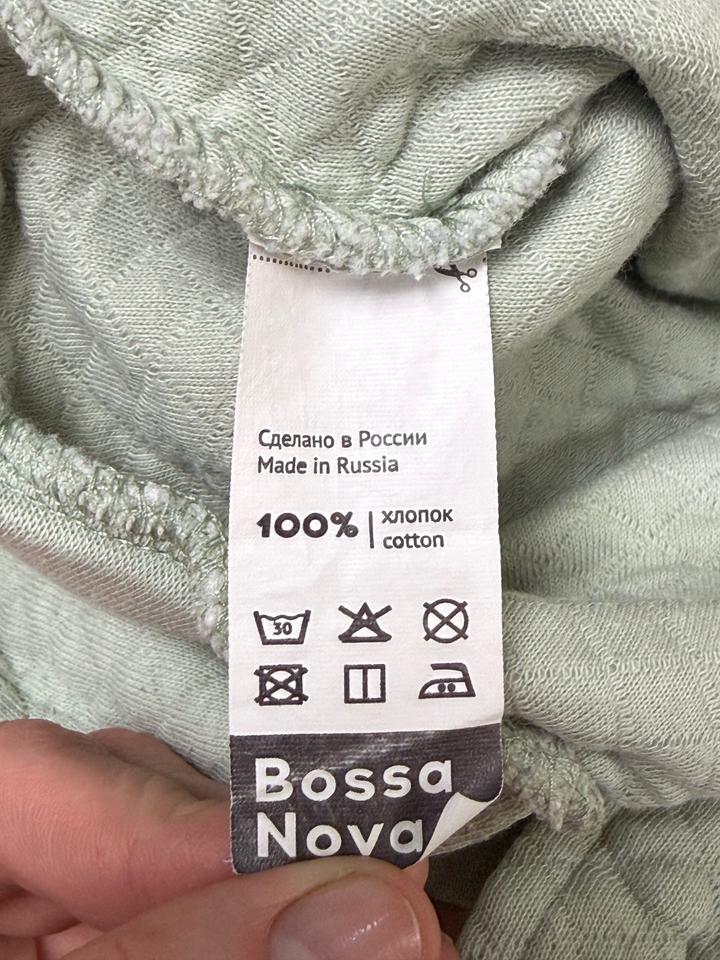 Сделано в России
Made in Russia
100% | хлопок
cotton
30
Bossa
Nova